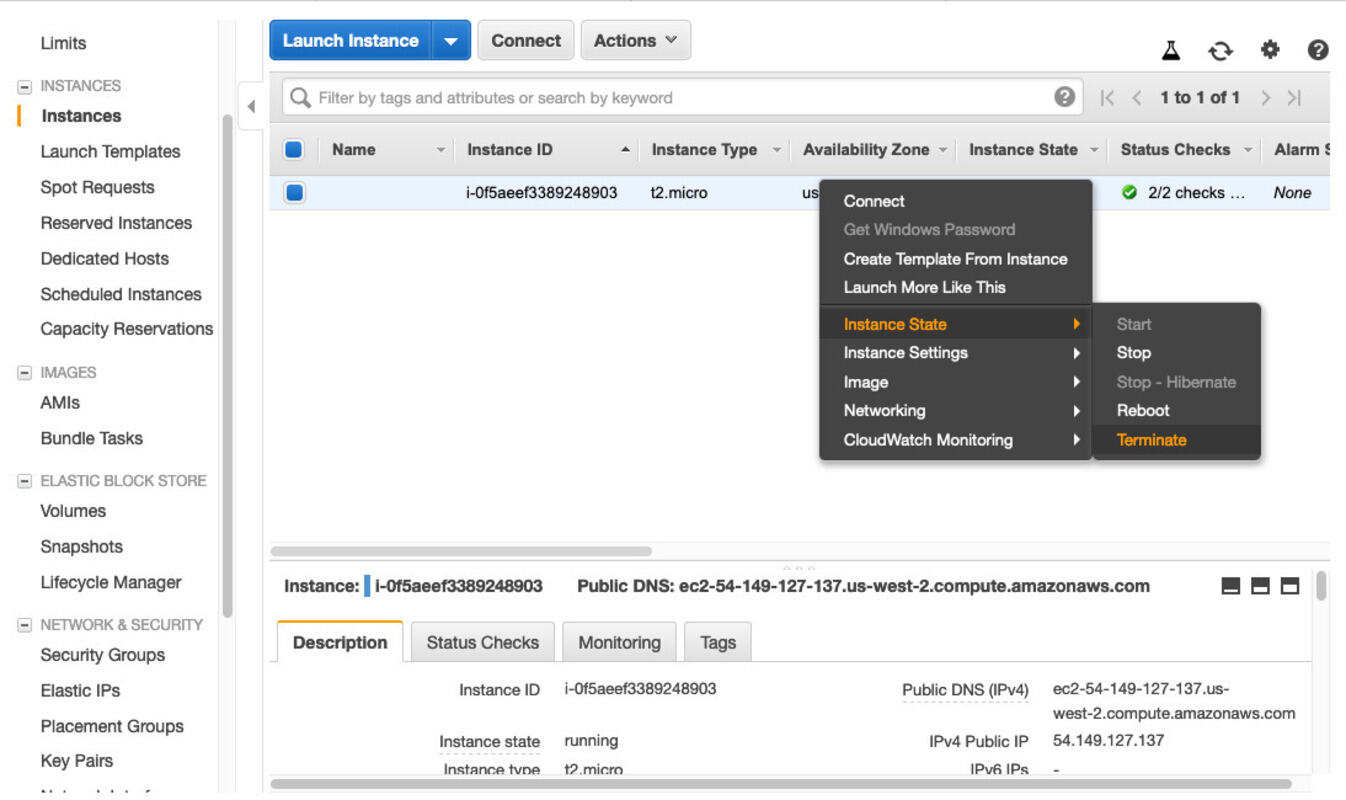 Limits
INSTANCES
Instances
Launch Templates
Spot Requests
Reserved Instances
Dedicated Hosts
Scheduled Instances
Capacity Reservations
IMAGES
AMIs
Bundle Tasks
ELASTIC BLOCK STORE
Volumes
Snapshots
Lifecycle Manager
NETWORK & SECURITY
Security Groups
Elastic IPs
Placement Groups
Key Pairs
Launch Instance Connect Actions
Filter by tags and attributes or search by keyword 1 to 1 of 1
Name Instance ID Instance Type Availability Zone Instance State Status Checks Alarm S
i-0f5aeef3389248903 t2.micro us 2/2 checks ... None
Connect
Get Windows Password
Create Template From Instance
Launch More Like This
Instance State
Instance Settings
Image
Networking
CloudWatch Monitoring
Start
Stop
Stop - Hibernate
Reboot
Terminate
Instance: i-0f5aeef3389248903 Public DNS: ec2-54-149-127-137.us-west-2.compute.amazonaws.com
Description Status Checks Monitoring Tags
Instance ID i-0f5aeef3389248903 Public DNS (IPv4) ec2-54-149-127-137.us-
west-2.compute.amazonaws.com
Instance state running IPv4 Public IP 54.149.127.137
Instance type t2.micro IPv6 IPs -